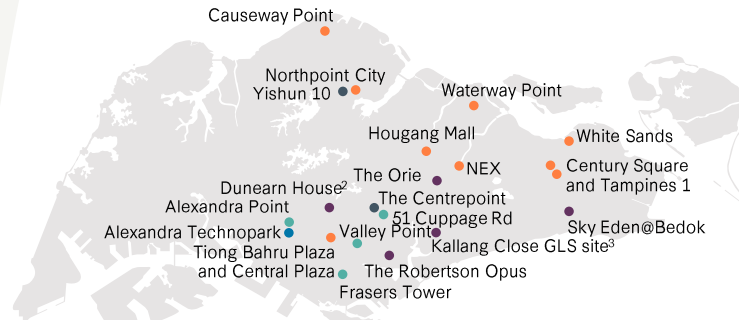 Causeway Point
Northpoint City
Yishun 10
Waterway Point
Hougang Mall
White Sands
NEX
Century Square
and Tampines 1
The Orie
Dunearn House2
The Centrepoint
Alexandra Point
51 Cuppage Rd
Sky Eden@Bedok
Alexandra Technopark
Valley Point
Kallang Close GLS site3
Tiong Bahru Plaza
and Central Plaza
The Robertson Opus
Frasers Tower